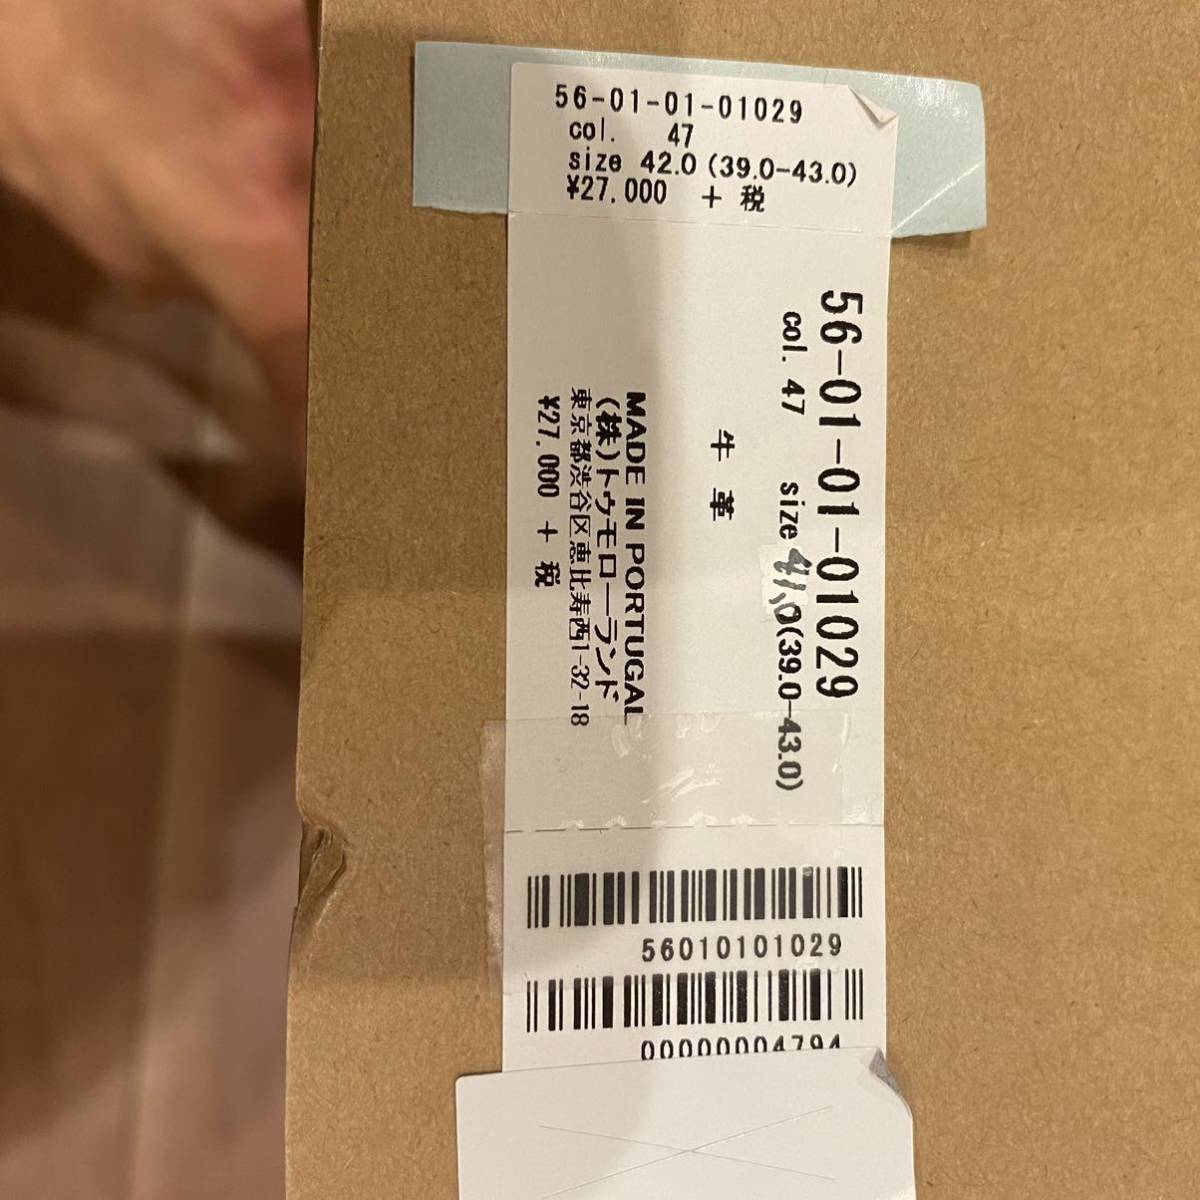 56-01-01-01029
col. 47
size 42.0 (39.0-43.0)
¥27.000 + 税
56-01-01-01029
col. 47 size 41.0(39.0-43.0)
牛革
MADE IN PORTUGAL
(株)トゥモローランド
東京都渋谷区恵比寿西1-32-18
¥27.000 + 税
56010101029
00000004794